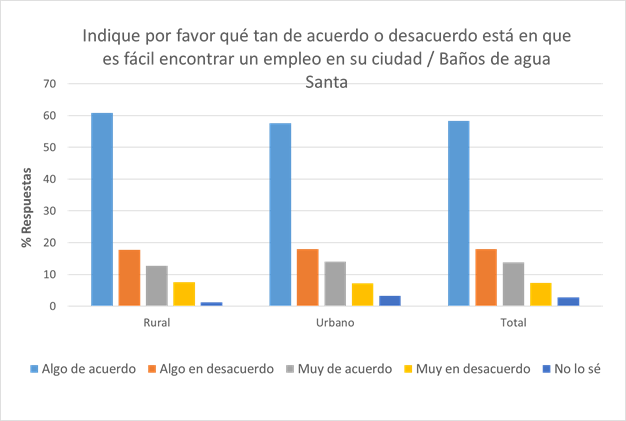 Indique por favor qué tan de acuerdo o desacuerdo está en que
es fácil encontrar un empleo en su ciudad / Baños de agua
Santa
70
60
50
40
30
20
10
0
% Respuestas
Rural Urbano Total
Algo de acuerdo Algo en desacuerdo Muy de acuerdo Muy en desacuerdo No lo sé